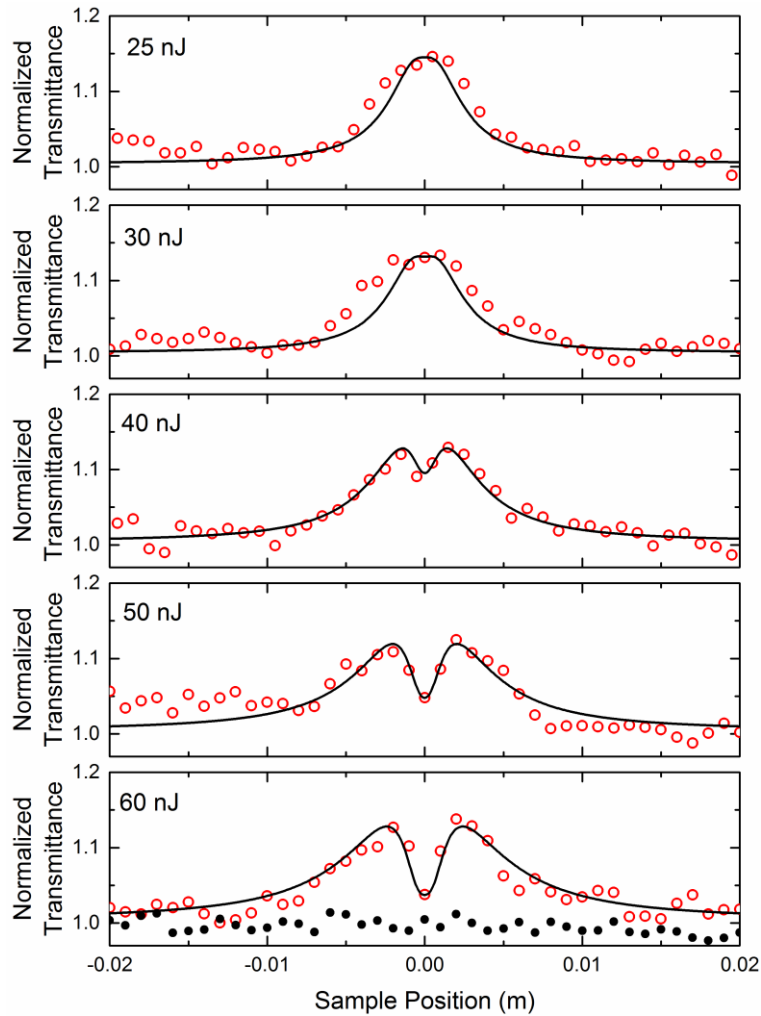 1.2
25 nJ
1.1
1.0
Normalized
Transmittance
1.2
30 nJ
1.1
1.0
Normalized
Transmittance
1.2
40 nJ
1.1
1.0
Normalized
Transmittance
1.2
50 nJ
1.1
1.0
Normalized
Transmittance
1.2
60 nJ
1.1
1.0
Normalized
Transmittance
-0.02 -0.01 0.00 0.01 0.02
Sample Position (m)